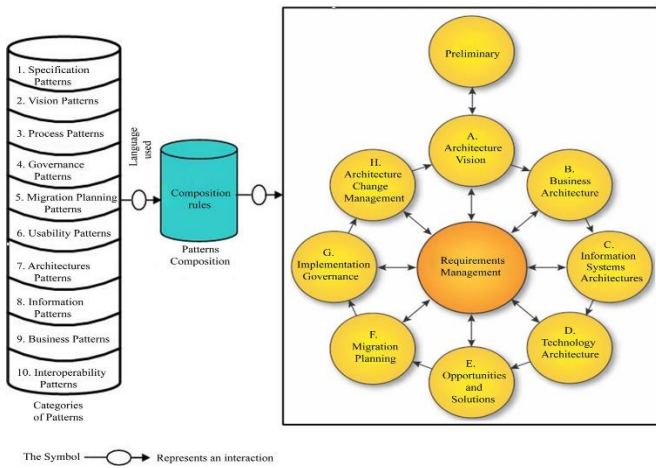 1. Specification
Patterns
2. Vision Patterns
3. Process Patterns
4. Governance
Patterns
5. Migration Planning
Patterns
6. Usability Patterns
7. Architectures
Patterns
8. Information
Patterns
9. Business Patterns
10. Interoperability
Patterns
Categories
of Patterns
Language
used
Composition
rules
Patterns
Composition
Preliminary
A.
Architecture
Vision
B.
Business
Architecture
C.
Information
Systems
Architectures
D.
Technology
Architecture
E.
Opportunities
and
Solutions
F.
Migration
Planning
G.
Implementation
Governance
H.
Architecture
Change
Management
Requirements
Management
The Symbol
Represents an interaction